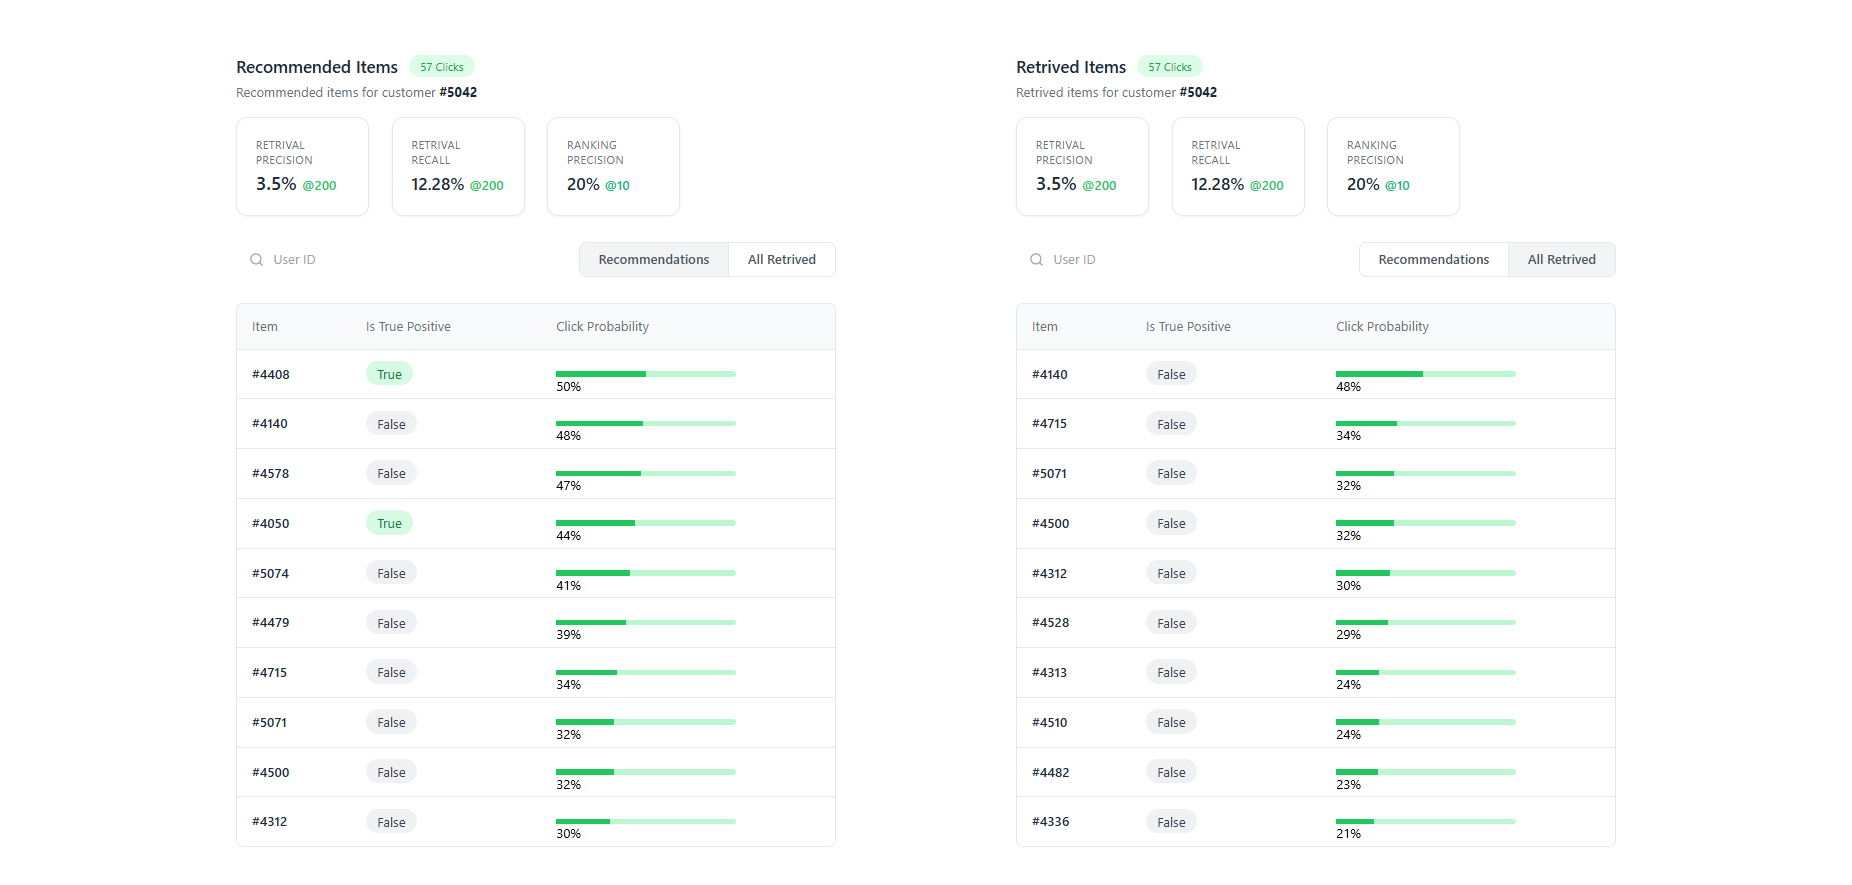 Recommended Items 57 Clicks
Recommended items for customer #5042
RETRIVAL PRECISION
3.5% @200
RETRIVAL RECALL
12.28% @200
RANKING PRECISION
20% @10
User ID
Recommendations All Retrived
Item Is True Positive Click Probability
#4408 True 50%
#4140 False 48%
#4578 False 47%
#4050 True 44%
#5074 False 41%
#4479 False 39%
#4715 False 34%
#5071 False 32%
#4500 False 32%
#4312 False 30%
Retrived Items 57 Clicks
Retrived items for customer #5042
RETRIVAL PRECISION
3.5% @200
RETRIVAL RECALL
12.28% @200
RANKING PRECISION
20% @10
User ID
Recommendations All Retrived
Item Is True Positive Click Probability
#4140 False 48%
#4715 False 34%
#5071 False 32%
#4500 False 32%
#4312 False 30%
#4528 False 29%
#4313 False 24%
#4510 False 24%
#4482 False 23%
#4336 False 21%